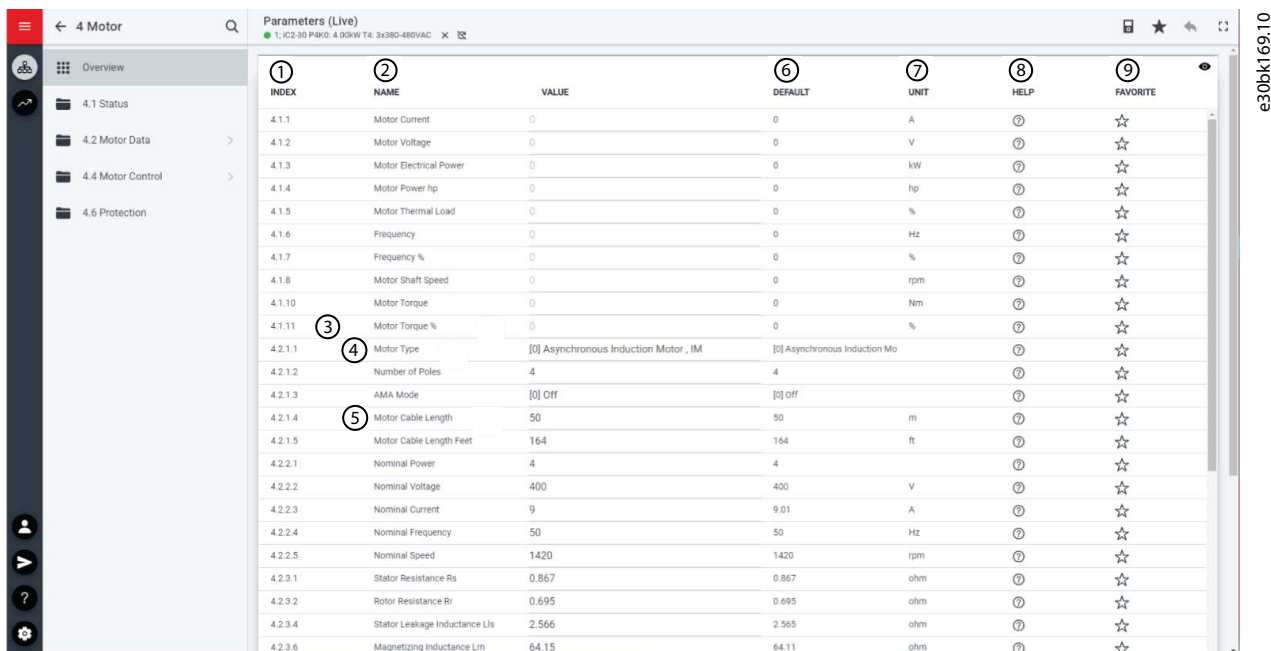 4 Motor
Parameters (Live)
1; iC2-30 P4K0: 4.00kW T4: 3x380-480VAC
e30bk169.10
Overview
4.1 Status
4.2 Motor Data
4.4 Motor Control
4.6 Protection
1 2 6 7 8 9
INDEX NAME VALUE DEFAULT UNIT HELP FAVORITE
4.1.1 Motor Current 0 0 A ?
4.1.2 Motor Voltage 0 0 V ?
4.1.3 Motor Electrical Power 0 0 kW ?
4.1.4 Motor Power hp 0 0 hp ?
4.1.5 Motor Thermal Load 0 0 % ?
4.1.6 Frequency 0 0 Hz ?
4.1.7 Frequency % 0 0 % ?
4.1.8 Motor Shaft Speed 0 0 rpm ?
4.1.10 Motor Torque 0 0 Nm ?
4.1.11 3 Motor Torque % 0 0 % ?
4.2.1.1 4 Motor Type [0] Asynchronous Induction Motor , IM [0] Asynchronous Induction Mo ?
4.2.1.2 Number of Poles 4 4 ?
4.2.1.3 AMA Mode [0] Off [0] Off ?
4.2.1.4 5 Motor Cable Length 50 50 m ?
4.2.1.5 Motor Cable Length Feet 164 164 ft ?
4.2.2.1 Nominal Power 4 4 ?
4.2.2.2 Nominal Voltage 400 400 V ?
4.2.2.3 Nominal Current 9 9.01 A ?
4.2.2.4 Nominal Frequency 50 50 Hz ?
4.2.2.5 Nominal Speed 1420 1420 rpm ?
4.2.3.1 Stator Resistance Rs 0.867 0.867 ohm ?
4.2.3.2 Rotor Resistance Rr 0.695 0.695 ohm ?
4.2.3.4 Stator Leakage Inductance Lls 2.566 2.565 ohm ?
4.2.3.6 Magnetizing Inductance Lm 64.15 64.11 ohm ?
?